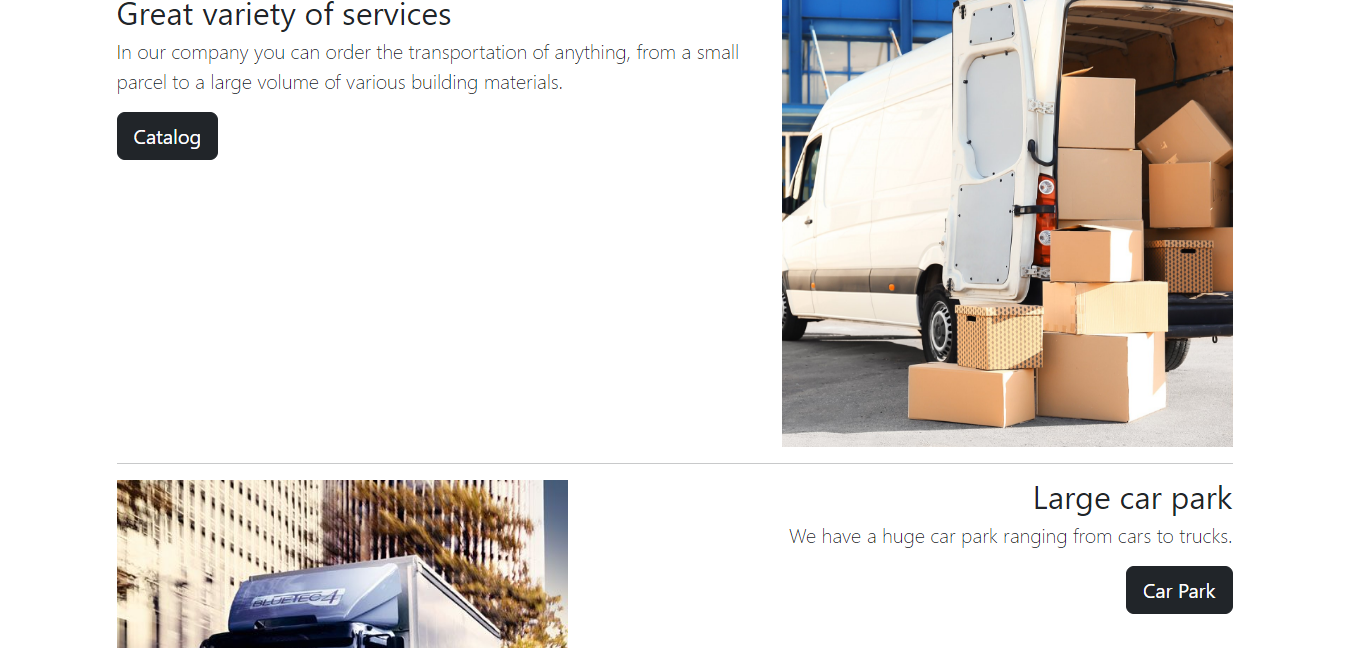 Great variety of services
In our company you can order the transportation of anything, from a small
parcel to a large volume of various building materials.
Catalog
Large car park
We have a huge car park ranging from cars to trucks.
BLUETEC4
Car Park